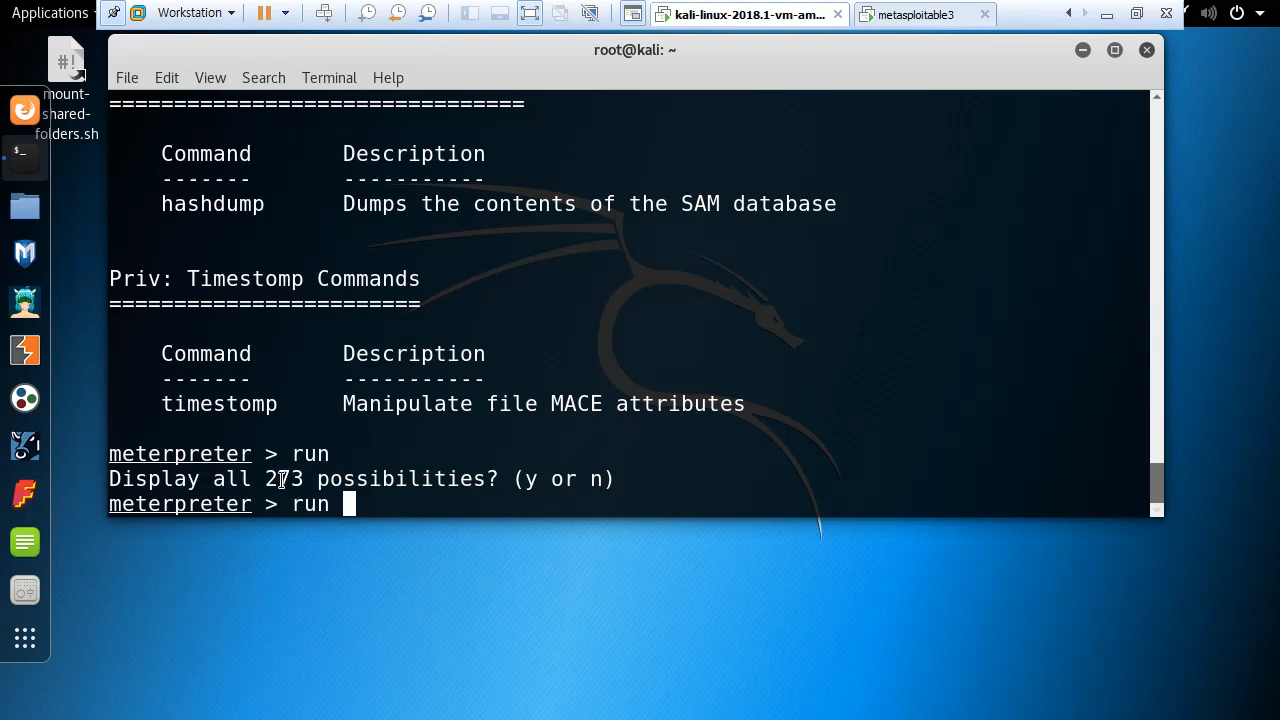 Applications
Workstation
kali-linux-2018.1-vm-am...
metasploitable3
#!
mount-
shared-
folders.sh
root@kali: ~
File Edit View Search Terminal Help
================================
Command Description
------- -----------
hashdump Dumps the contents of the SAM database
Priv: Timestomp Commands
========================
Command Description
------- -----------
timestomp Manipulate file MACE attributes
meterpreter > run
Display all 273 possibilities? (y or n)
meterpreter > run